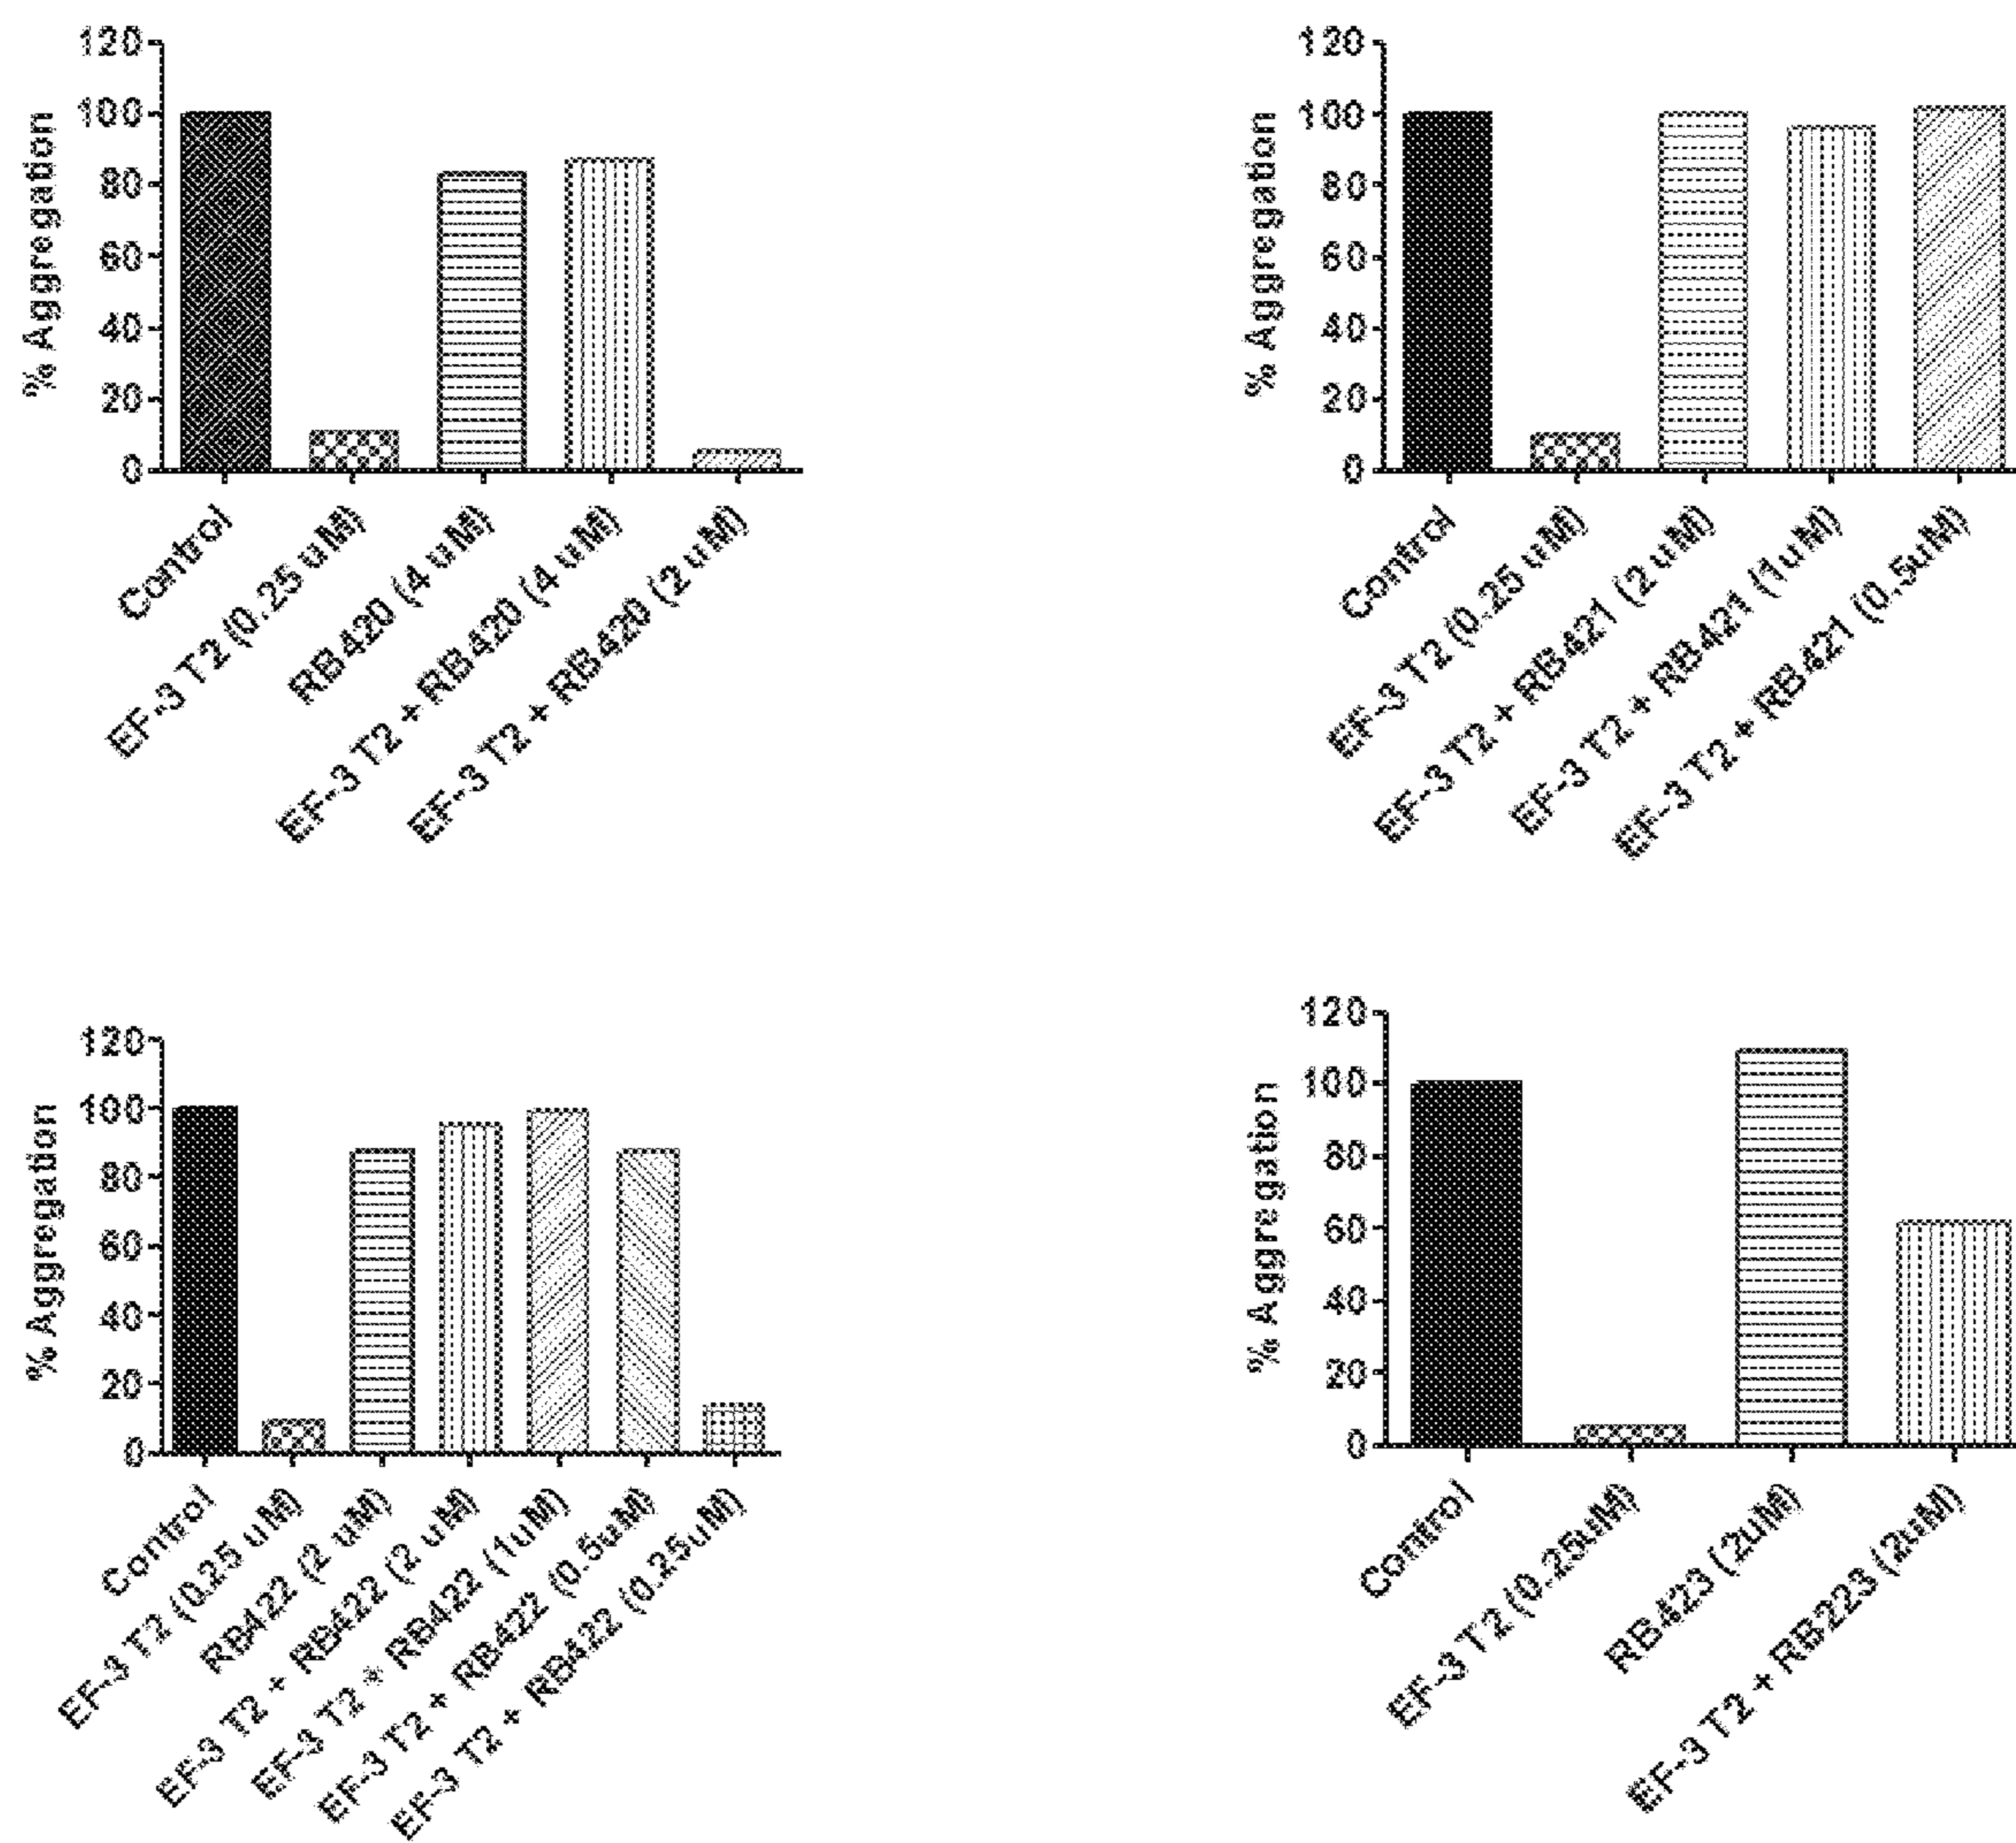 % Aggregation
120
100
80
60
40
20
0
Control
EF-3 T2 (0.25 uM)
RB420 (4 uM)
EF-3 T2 + RB420 (4 uM)
EF-3 T2 + RB420 (2 uM)
% Aggregation
120
100
80
60
40
20
0
Control
EF-3 T2 (0.25 uM)
EF-3 T2 + RB421 (2 uM)
EF-3 T2 + RB421 (1uM)
EF-3 T2 + RB421 (0.5uM)
% Aggregation
120
100
80
60
40
20
0
Control
EF-3 T2 (0.25 uM)
RB422 (2 uM)
EF-3 T2 + RB422 (2 uM)
EF-3 T2 + RB422 (1uM)
EF-3 T2 + RB422 (0.5uM)
EF-3 T2 + RB422 (0.25uM)
% Aggregation
120
100
80
60
40
20
0
Control
EF-3 T2 (0.25uM)
RB423 (2uM)
EF-3 T2 + RB223 (2uM)